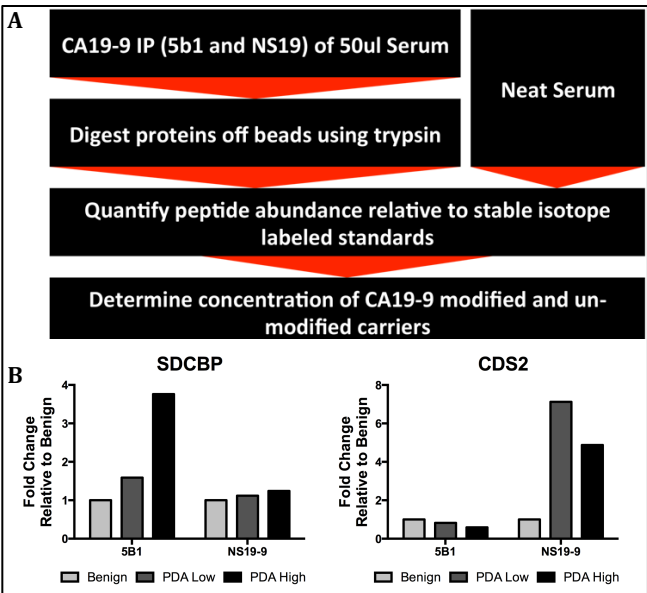 A
CA19-9 IP (5b1 and NS19) of 50ul Serum
Neat Serum
Digest proteins off beads using trypsin
Quantify peptide abundance relative to stable isotope
labeled standards
Determine concentration of CA19-9 modified and un-
modified carriers
B
SDCBP
Fold Change
Relative to Benign
4
3
2
1
0
5B1
NS19-9
Benign
PDA Low
PDA High
CDS2
Fold Change
Relative to Benign
8
6
4
2
0
5B1
NS19-9
Benign
PDA Low
PDA High